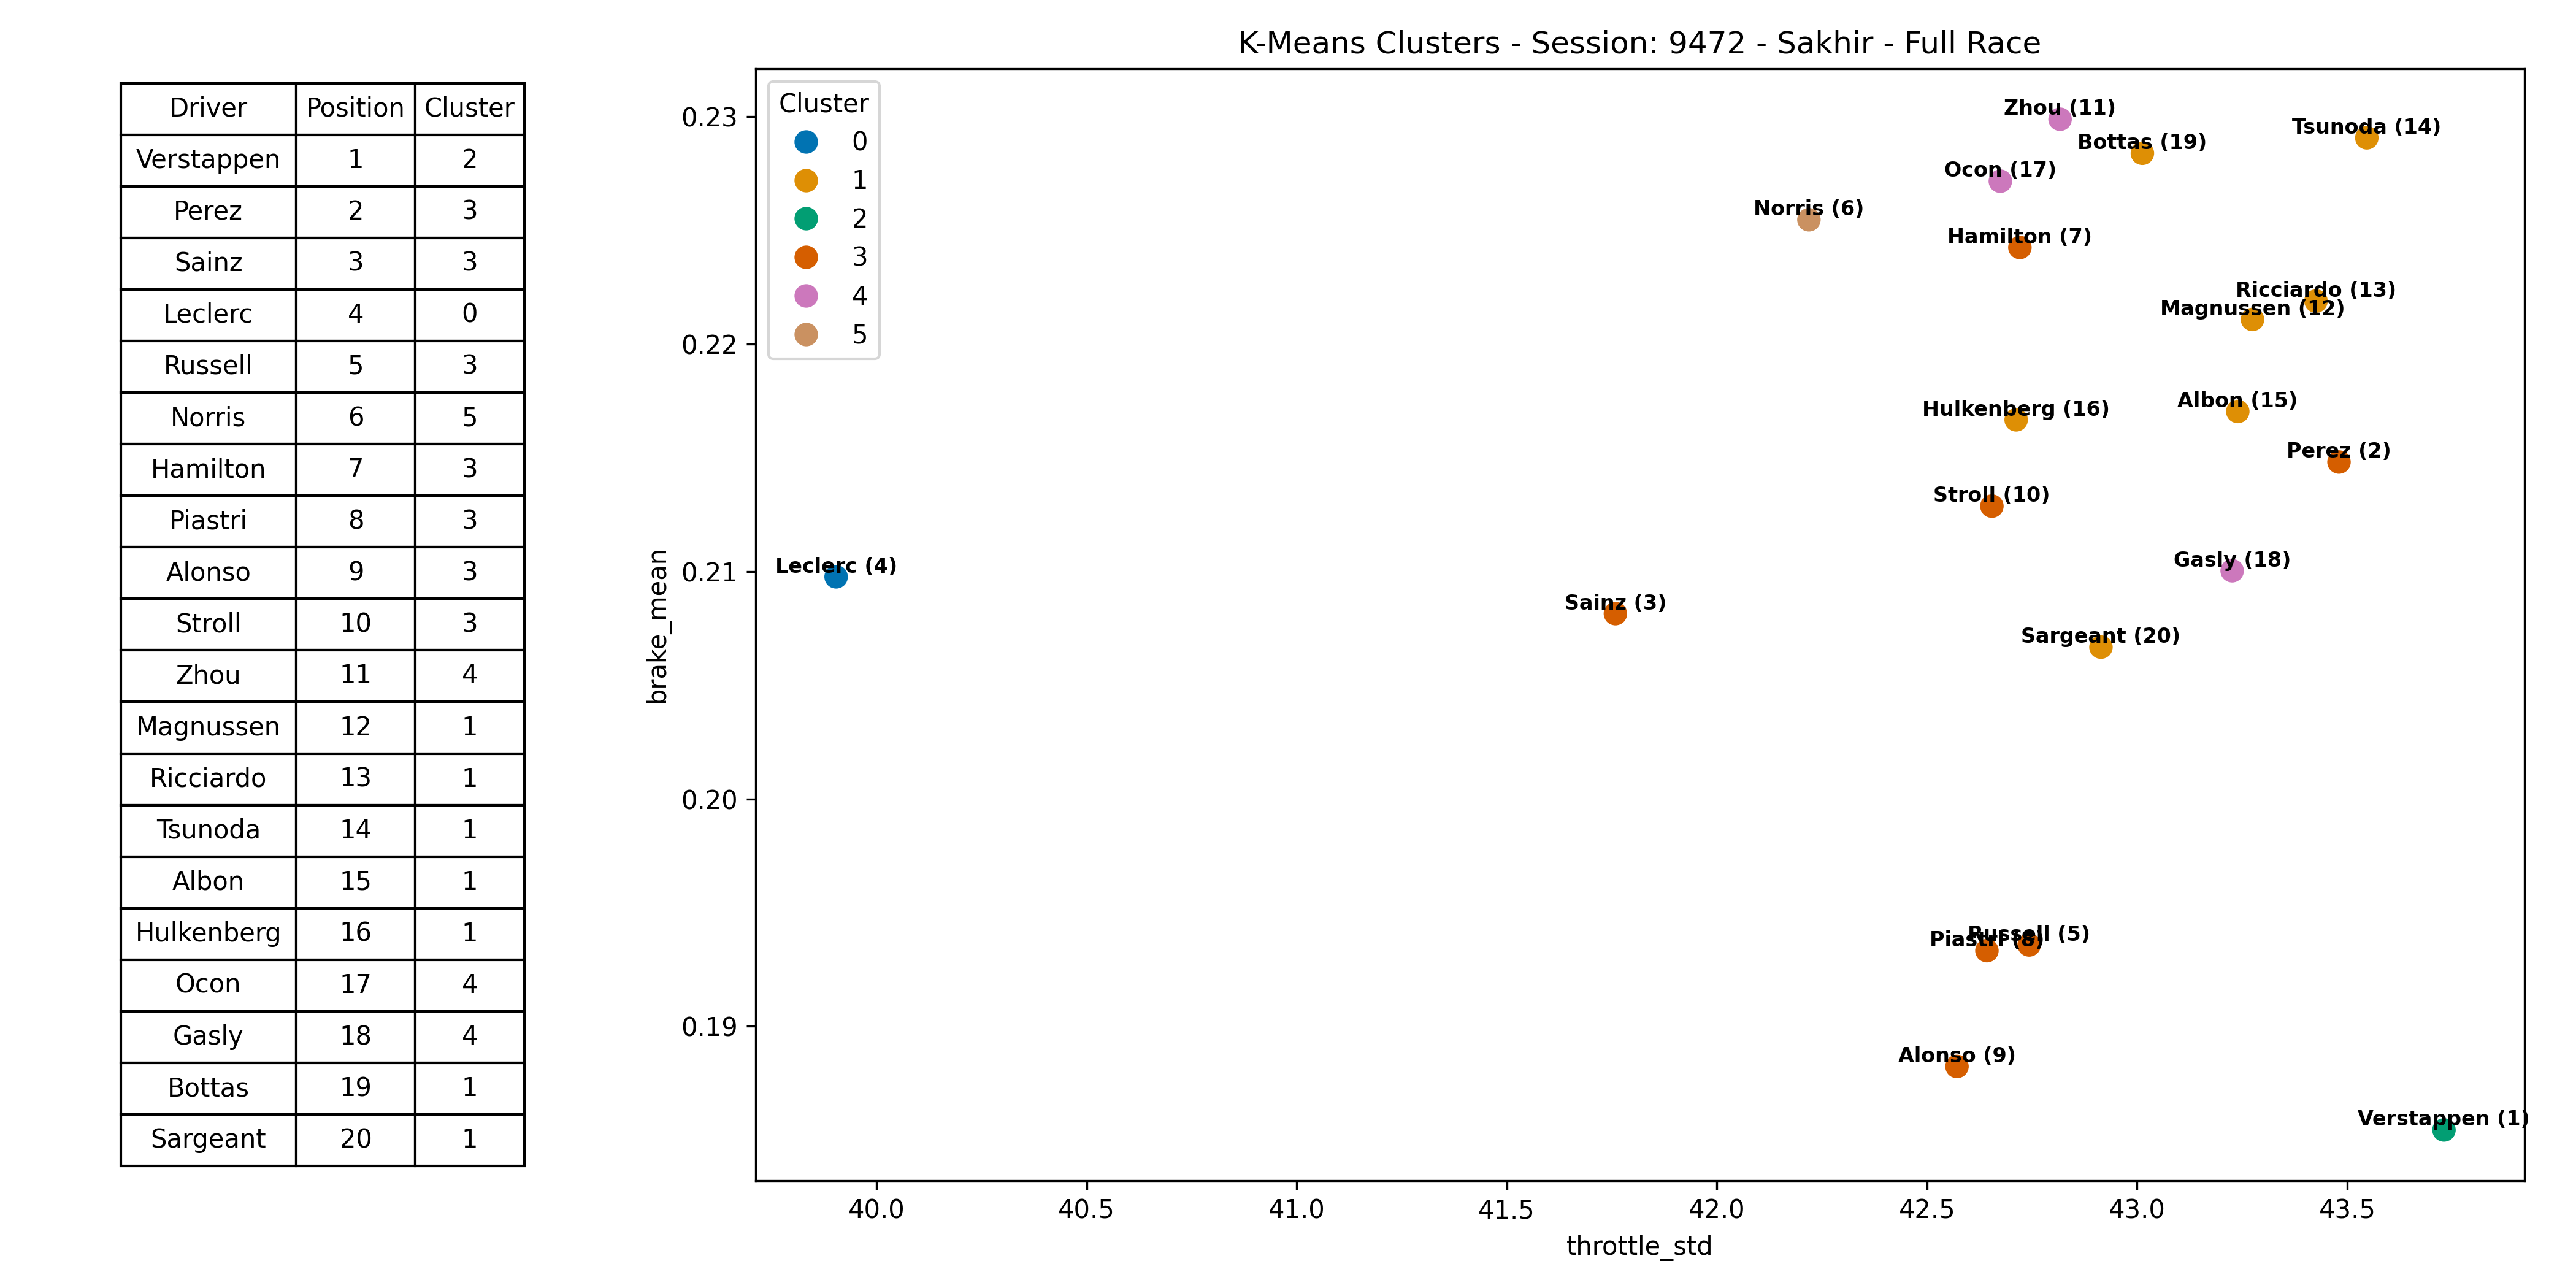 Driver Position Cluster
Verstappen 1 2
Perez 2 3
Sainz 3 3
Leclerc 4 0
Russell 5 3
Norris 6 5
Hamilton 7 3
Piastri 8 3
Alonso 9 3
Stroll 10 3
Zhou 11 4
Magnussen 12 1
Ricciardo 13 1
Tsunoda 14 1
Albon 15 1
Hulkenberg 16 1
Ocon 17 4
Gasly 18 4
Bottas 19 1
Sargeant 20 1
K-Means Clusters - Session: 9472 - Sakhir - Full Race
Cluster
0
1
2
3
4
5
Zhou (11)
Tsunoda (14)
Bottas (19)
Ocon (17)
Norris (6)
Hamilton (7)
Ricciardo (13)
Magnussen (12)
Albon (15)
Hulkenberg (16)
Perez (2)
Stroll (10)
Gasly (18)
Leclerc (4)
Sainz (3)
Sargeant (20)
Russell (5)
Piastri (8)
Alonso (9)
Verstappen (1)
brake_mean
0.23
0.22
0.21
0.20
0.19
40.0 40.5 41.0 41.5 42.0 42.5 43.0 43.5
throttle_std